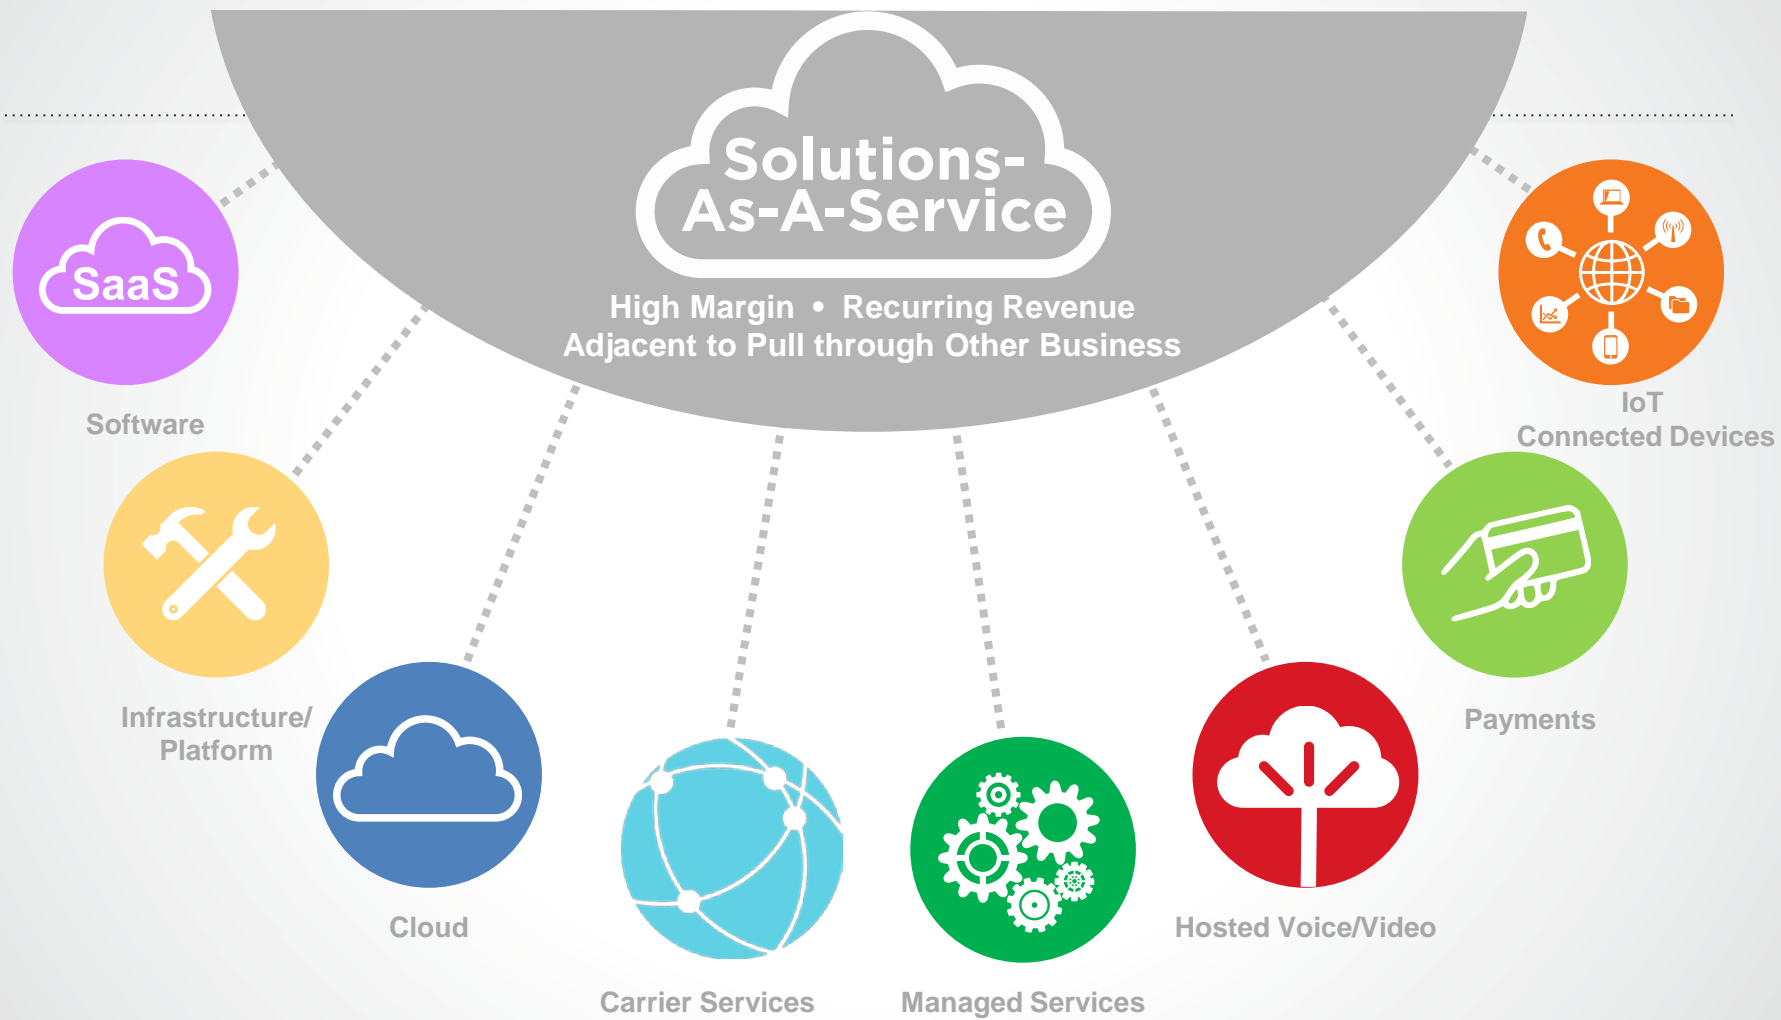 Solutions-
As-A-Service
High Margin • Recurring Revenue
Adjacent to Pull through Other Business
SaaS
Software
Infrastructure/
Platform
Cloud
Carrier Services
Managed Services
Hosted Voice/Video
Payments
IoT
Connected Devices